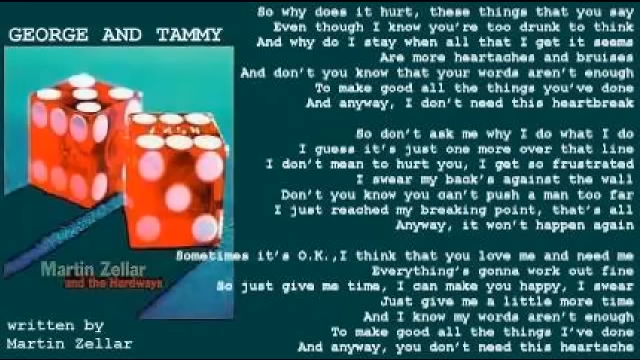 GEORGE AND TAMMY
Martin Zellar
and the Hardways
written by
Martin Zellar
So why does it hurt, these things that you say
Even though I know you're too drunk to think
And why do I stay when all that I get it seems
Are more heartaches and bruises
And don't you know that your words aren't enough
To make good all the things you've done
And anyway, I don't need this heartbreak
So don't ask me why I do what I do
I guess it's just one more over that line
I don't mean to hurt you, I get so frustrated
I swear my back's against the wall
Don't you know you can't push a man too far
I just reached my breaking point, that's all
Anyway, it won't happen again
Sometimes it's O.K.,I think that you love me and need me
Everything's gonna work out fine
So just give me time, I can make you happy, I swear
Just give me a little more time
And I know my words aren't enough
To make good all the things I've done
And anyway, you don't need this heartache